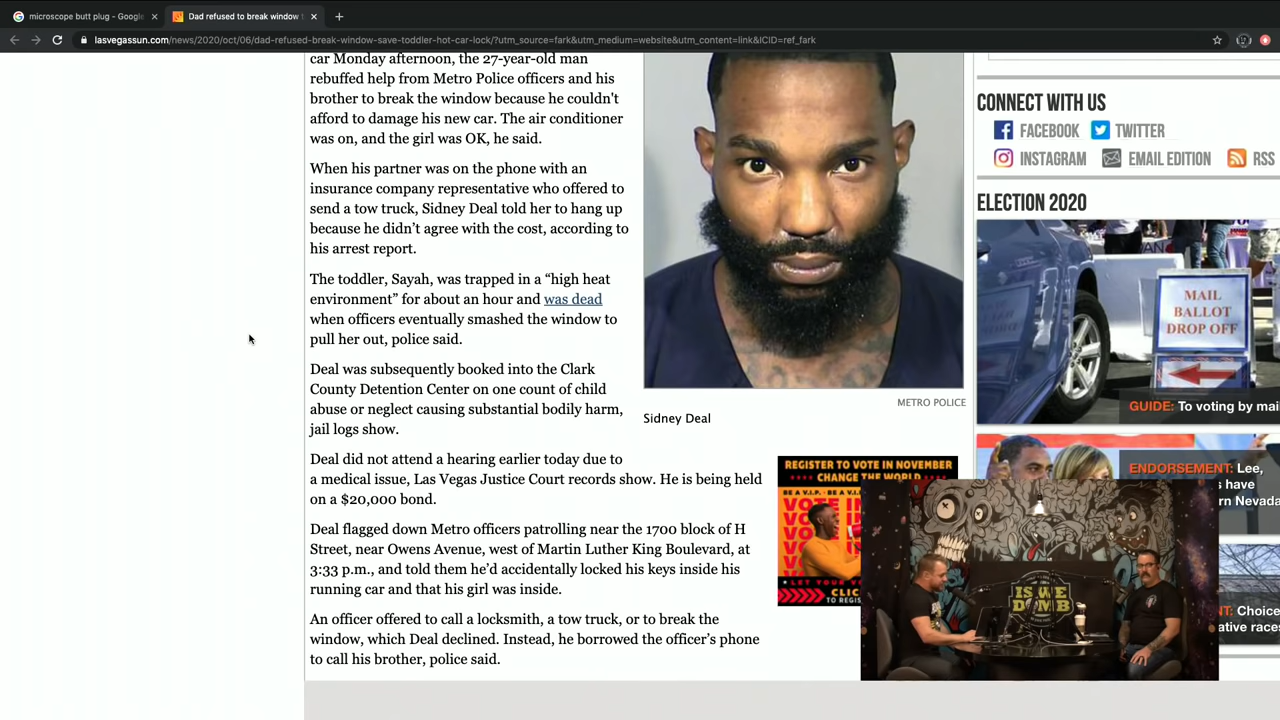 microscope butt plug - Google
Dad refused to break window
lasvegassun.com/news/2020/oct/06/dad-refused-break-window-save-toddler-hot-car-lock/?utm_source=fark&utm_medium=website&utm_content=link&ICID=ref_fark
car Monday afternoon, the 27-year-old man
rebuffed help from Metro Police officers and his
brother to break the window because he couldn't
afford to damage his new car. The air conditioner
was on, and the girl was OK, he said.
When his partner was on the phone with an
insurance company representative who offered to
send a tow truck, Sidney Deal told her to hang up
because he didn’t agree with the cost, according to
his arrest report.
The toddler, Sayah, was trapped in a “high heat
environment” for about an hour and was dead
when officers eventually smashed the window to
pull her out, police said.
Deal was subsequently booked into the Clark
County Detention Center on one count of child
abuse or neglect causing substantial bodily harm,
jail logs show.
METRO POLICE
Sidney Deal
Deal did not attend a hearing earlier today due to
a medical issue, Las Vegas Justice Court records show. He is being held
on a $20,000 bond.
Deal flagged down Metro officers patrolling near the 1700 block of H
Street, near Owens Avenue, west of Martin Luther King Boulevard, at
3:33 p.m., and told them he’d accidentally locked his keys inside his
running car and that his girl was inside.
An officer offered to call a locksmith, a tow truck, or to break the
window, which Deal declined. Instead, he borrowed the officer’s phone
to call his brother, police said.
REGISTER TO VOTE IN NOVEMBER
CHANGE THE WORLD
BE A V.I.P.
VOTE IN
CONNECT WITH US
FACEBOOK TWITTER
INSTAGRAM EMAIL EDITION RSS
ELECTION 2020
MAIL
BALLOT
DROP OFF
GUIDE: To voting by mai
ENDORSEMENT: Lee,
s have
rn Nevada
NT: Choice
ative races
IS WE
DUMB